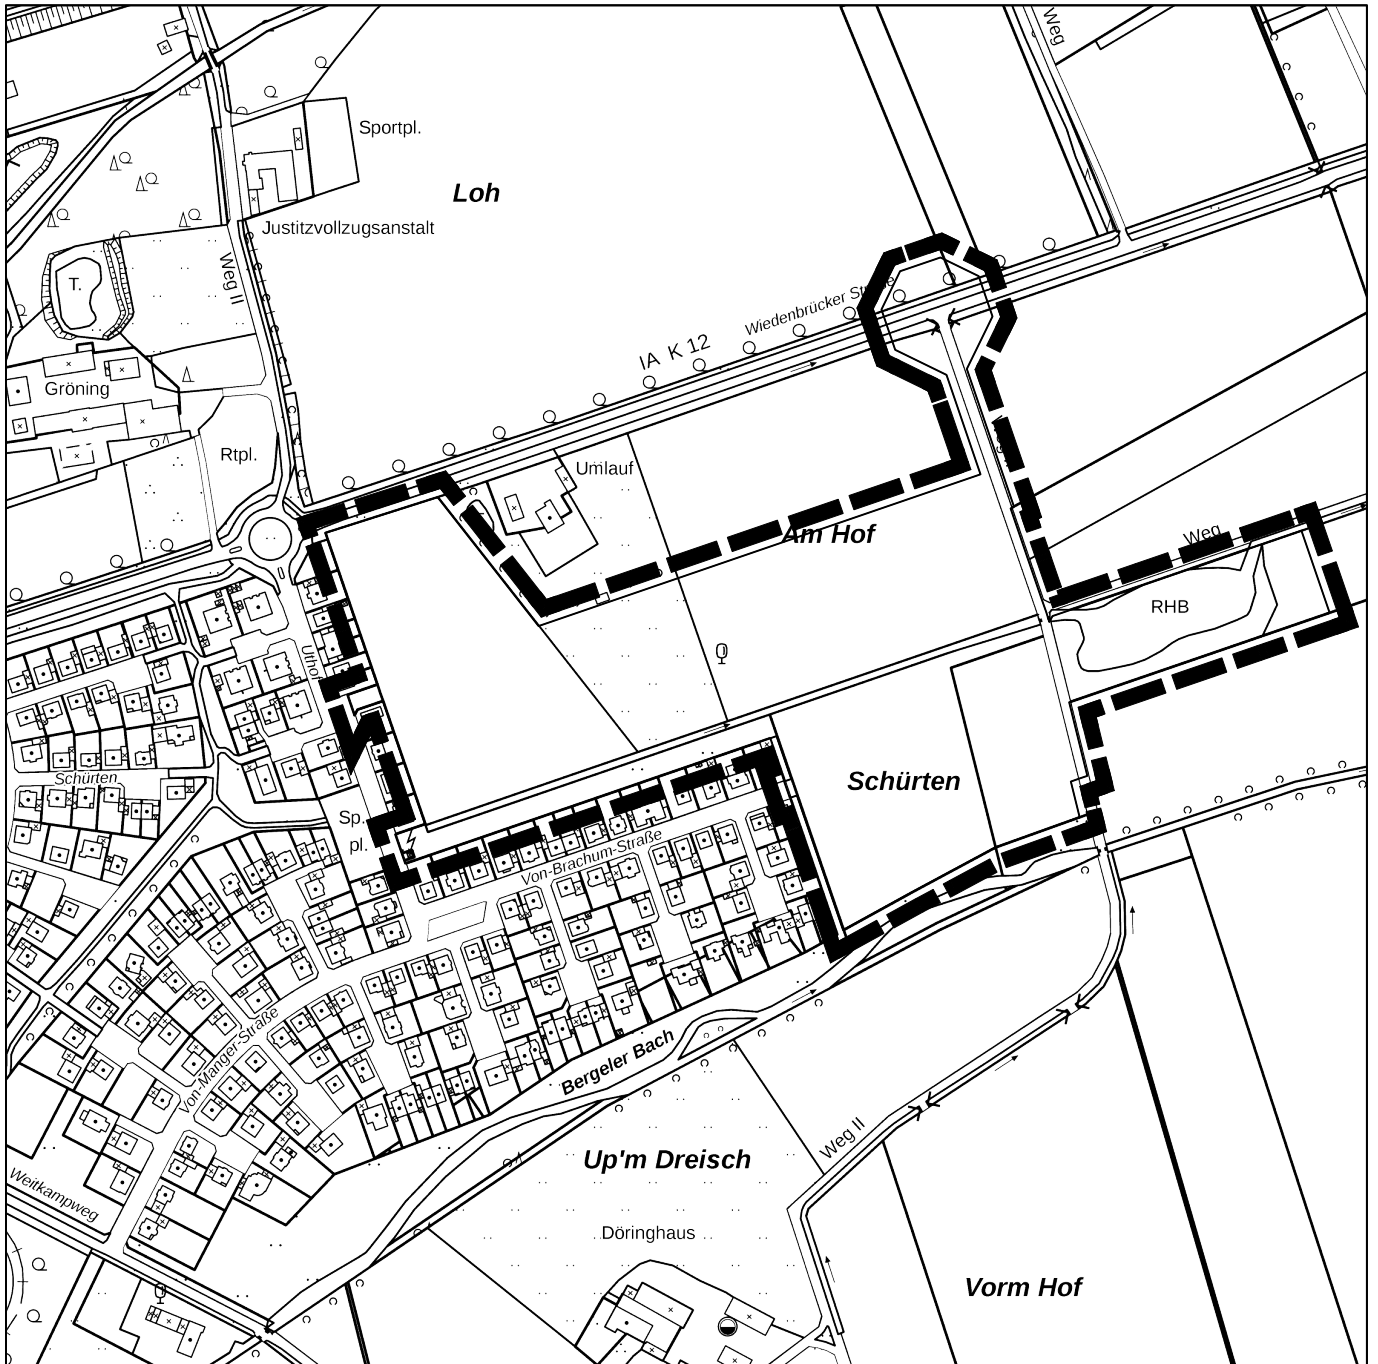 Weg
Sportpl.
Loh
Justitzvollzugsanstalt
Weg II
T.
Wiedenbrücker
IA K 12
Gröning
Rtpl.
Umlauf
Am Hof
Weg
RHB
Uthof
Schürten
Schürten
Sp.
pl.
Von-Brachum-Straße
Von-Manger-Straße
Bergeler Bach
Up'm Dreisch
Weg II
Weitkampweg
Döringhaus
Vorm Hof